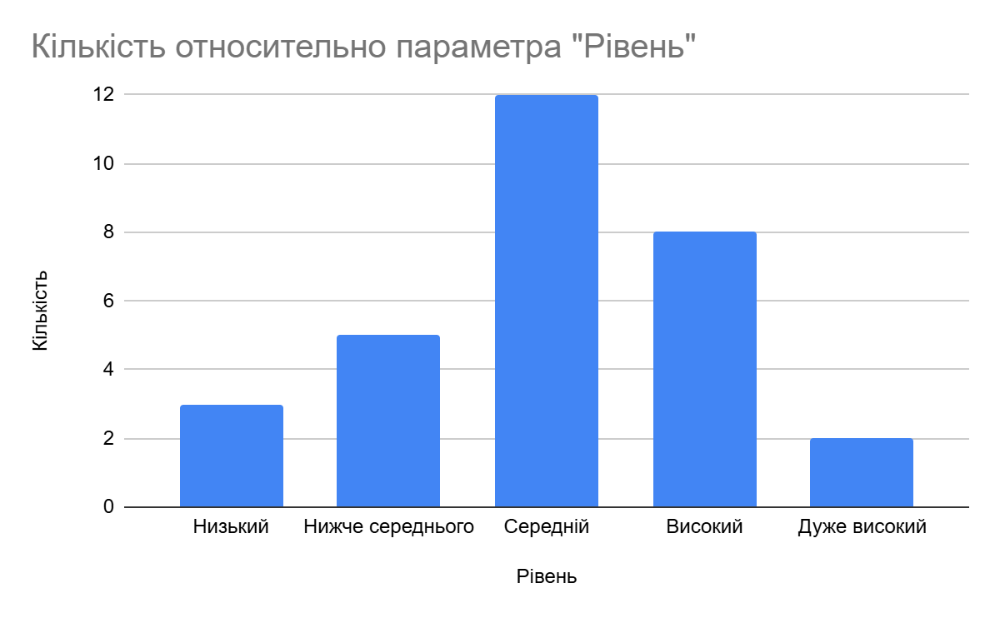 Кількість относительно параметра "Рівень"
12
10
8
6
4
2
0
Кількість
Низький Нижче середнього Середній Високий Дуже високий
Рівень